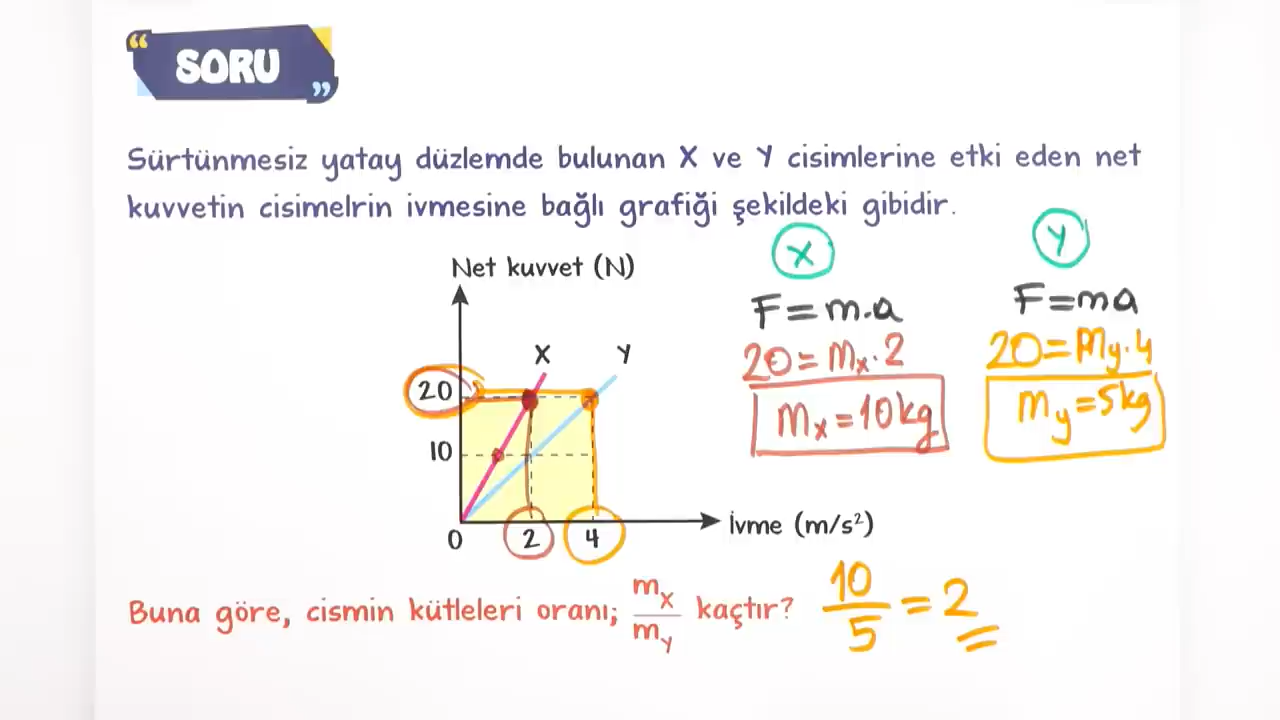 SORU
Sürtünmesiz yatay düzlemde bulunan X ve Y cisimlerine etki eden net
kuvvetin cisimelrin ivmesine bağlı grafiği şekildeki gibidir.
Net kuvvet (N)
X
Y
20
10
0
2
4
İvme (m/s²)
X
F=m.a
20=mx.2
mx=10kg
Y
F=ma
20=my.4
my=5kg
Buna göre, cismin kütleleri oranı; mX/mY kaçtır? 10/5=2